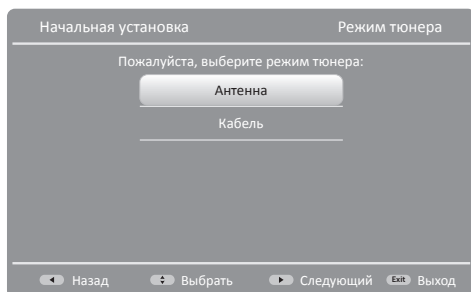 Начальная установка Режим тюнера
Пожалуйста, выберите режим тюнера:
Антенна
Кабель
Назад Выбрать Следующий Exit Выход